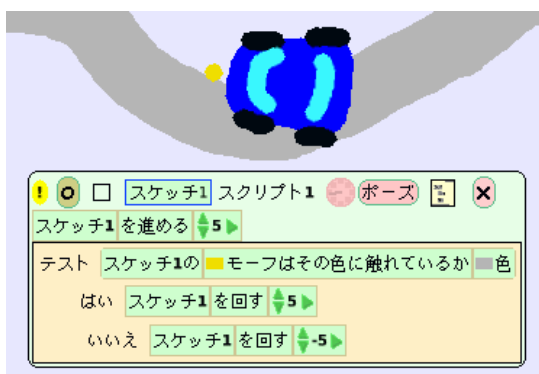 ! スケッチ1 スクリプト1 ポーズ
スケッチ1 を進める 5
テスト スケッチ1の モーフはその色に触れているか 色
はい スケッチ1 を回す 5
いいえ スケッチ1 を回す -5